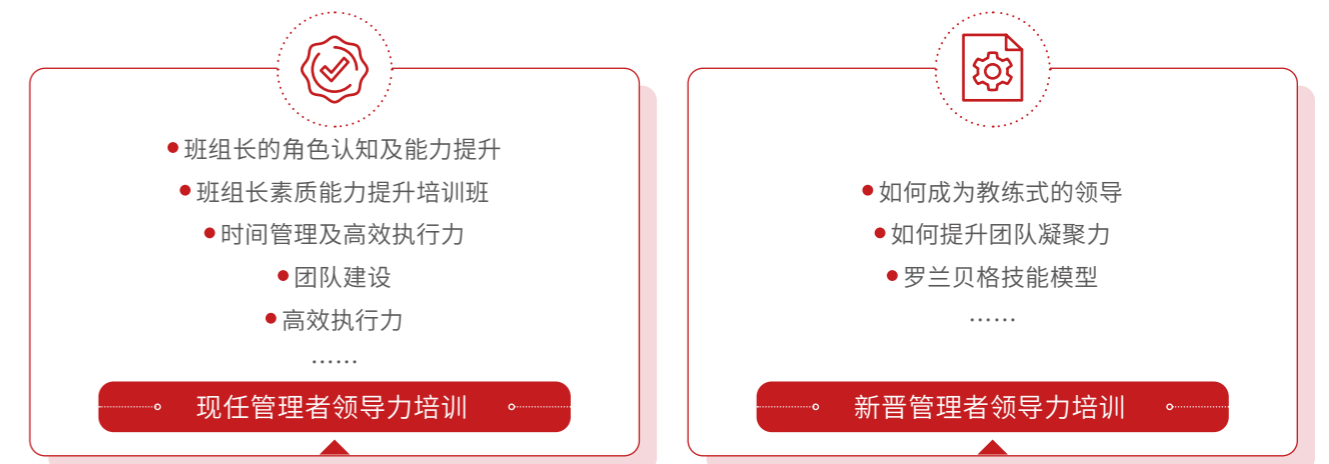 班组长的角色认知及能力提升
班组长素质能力提升培训班
时间管理及高效执行力
团队建设
高效执行力
……
现任管理者领导力培训
如何成为教练式的领导
如何提升团队凝聚力
罗兰贝格技能模型
……
新晋管理者领导力培训